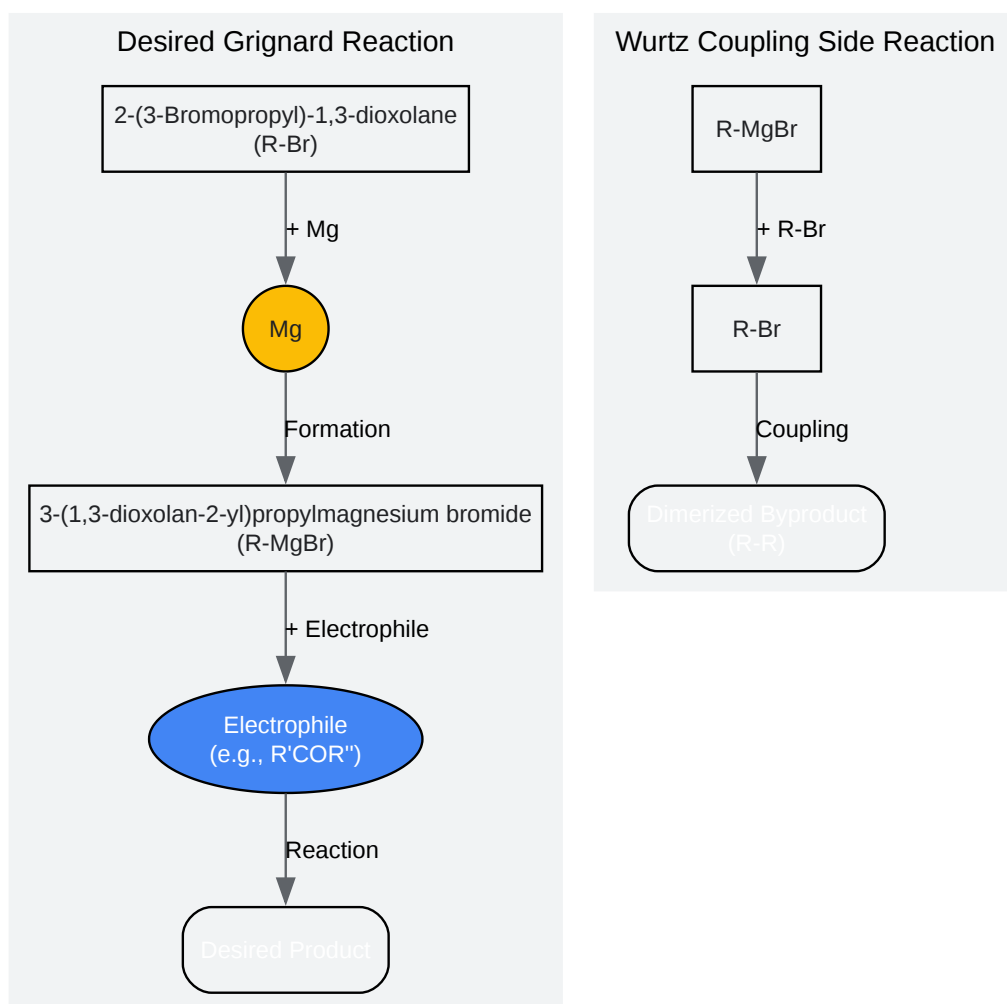 Desired Grignard Reaction
2-(3-Bromopropyl)-1,3-dioxolane
(R-Br)
+ Mg
Mg
Formation
3-(1,3-dioxolan-2-yl)propylmagnesium bromide
(R-MgBr)
+ Electrophile
Electrophile
(e.g., R'COR'')
Reaction
Desired Product
Wurtz Coupling Side Reaction
R-MgBr
+ R-Br
R-Br
Coupling
Dimerized Byproduct
(R-R)